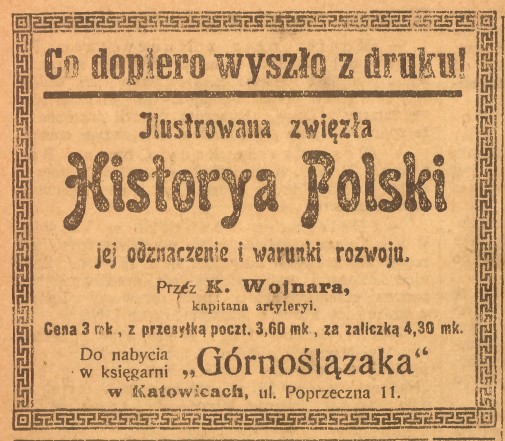 Co dopiero wyszło z druku!
Ilustrowana zwięzła
Historya Polski
jej odznaczenie i warunki rozwoju.
Przez K. Wojnara,
kapitana artyleryi.
Cena 3 mk, z przesyłką poczt. 3,60 mk, za zaliczką 4,30 mk.
Do nabycia
w księgarni „Górnoślązaka“
w Katowicach, ul. Poprzeczna 11.